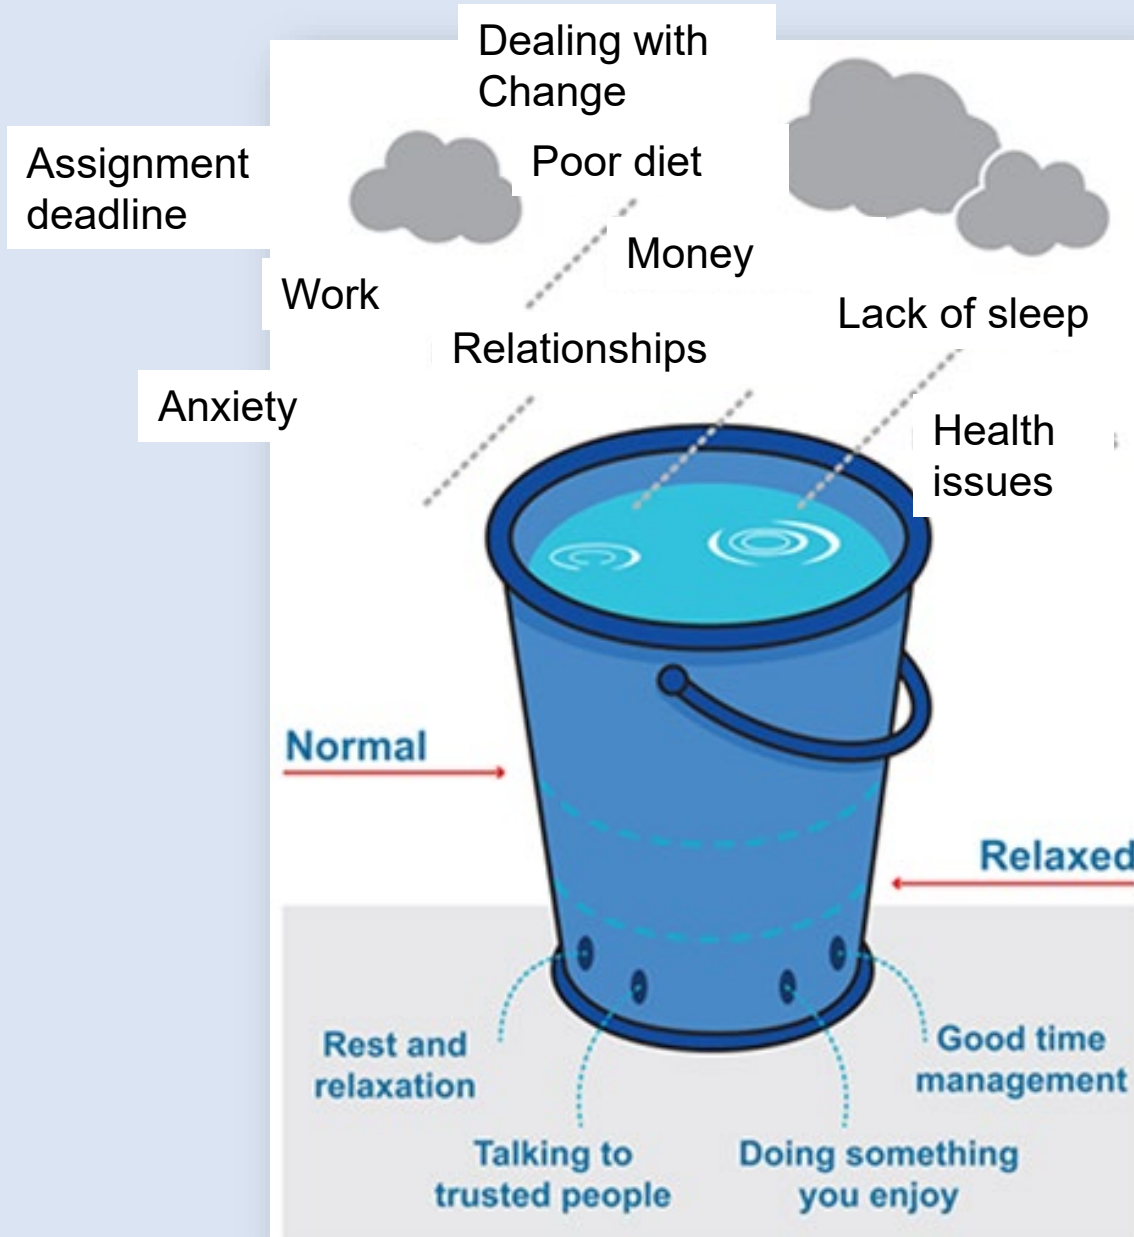 Dealing with
Change
Assignment
deadline
Poor diet
Money
Work
Lack of sleep
Relationships
Anxiety
Health
issues
Normal
Relaxed
Rest and
relaxation
Good time
management
Talking to
trusted people
Doing something
you enjoy